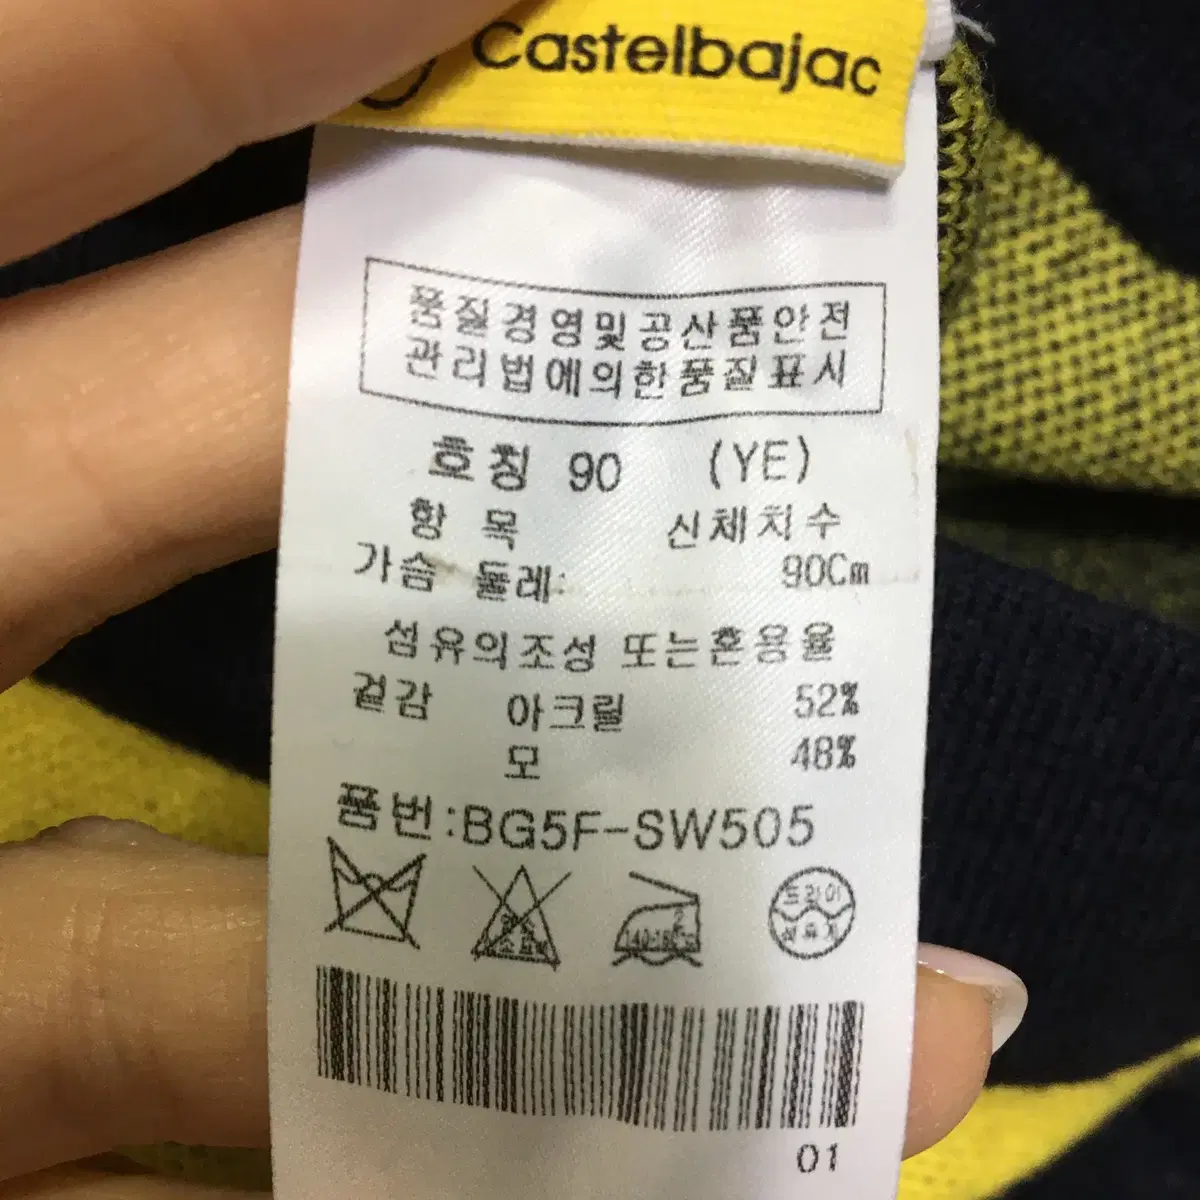 Castelbajac
품질경영및공산품안전
관리법에의한품질표시
호칭 90 (YE)
항 목 신체치수
가슴 둘레: 90Cm
섬유의조성 또는혼용율
겉감 아크릴 52%
모 48%
품번:BG5F-SW505
드라이
01